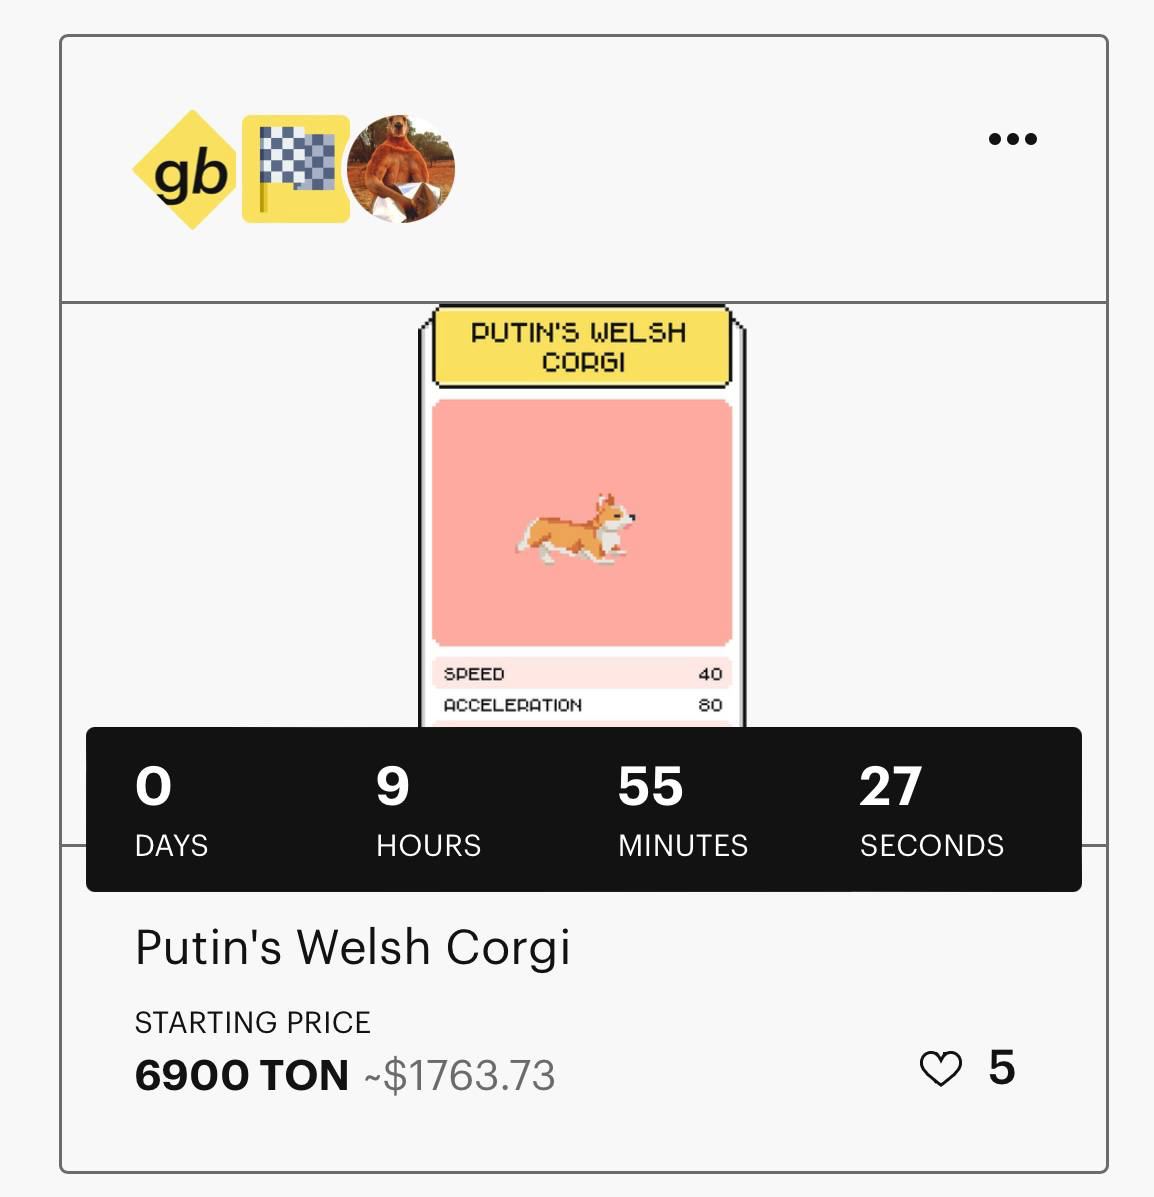 gb
PUTIN'S WELSH
CORGI
SPEED 40
ACCELERATION 80
0 9 55 27
DAYS HOURS MINUTES SECONDS
Putin's Welsh Corgi
STARTING PRICE
6900 TON ~$1763.73
5